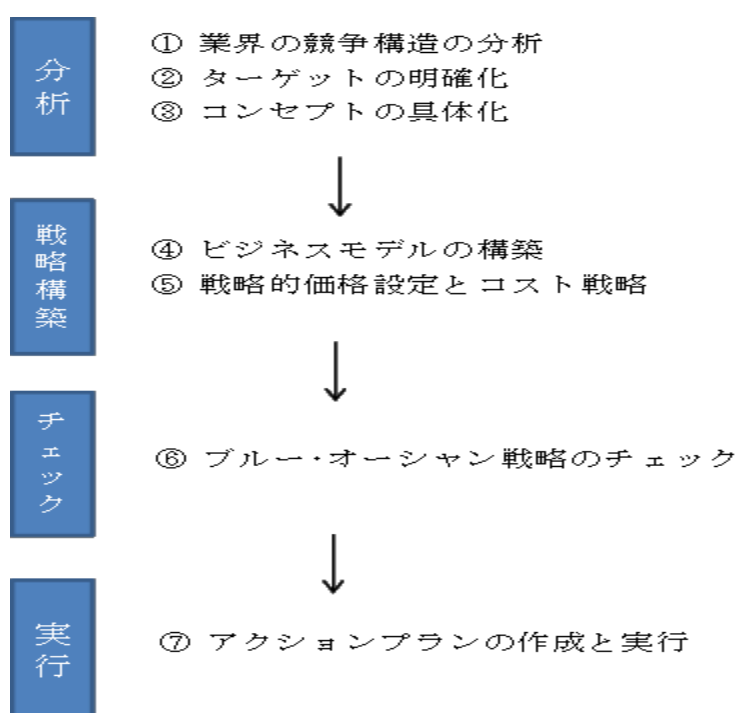 分析
① 業界の競争構造の分析
② ターゲットの明確化
③ コンセプトの具体化
戦略構築
④ ビジネスモデルの構築
⑤ 戦略的価格設定とコスト戦略
チェック
⑥ ブルー・オーシャン戦略のチェック
実行
⑦ アクションプランの作成と実行